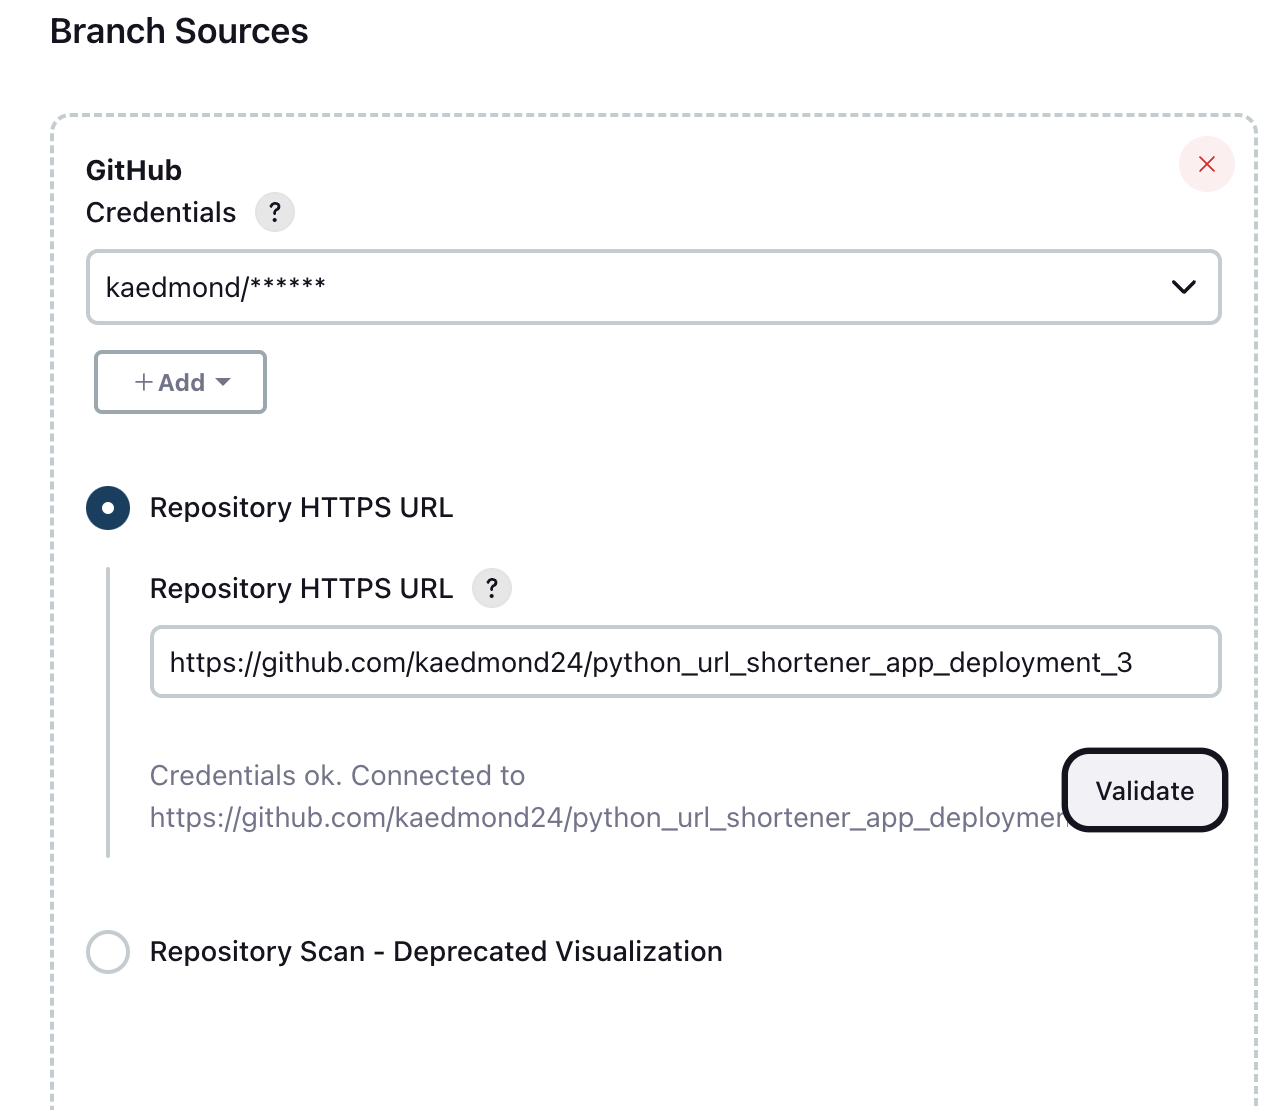 Branch Sources
GitHub
Credentials ?
kaedmond/******
+ Add
Repository HTTPS URL
Repository HTTPS URL ?
https://github.com/kaedmond24/python_url_shortener_app_deployment_3
Credentials ok. Connected to
https://github.com/kaedmond24/python_url_shortener_app_deploymen
Validate
Repository Scan - Deprecated Visualization